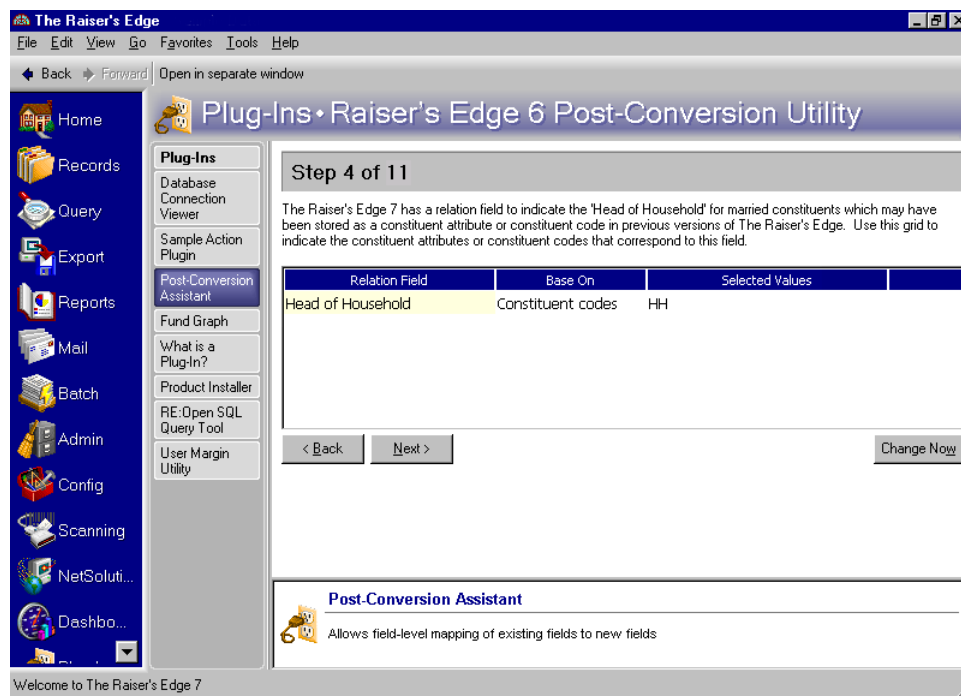 The Raiser's Edge
File Edit View Go Favorites Tools Help
Back Forward Open in separate window
Plug-Ins • Raiser's Edge 6 Post-Conversion Utility
Home
Records
Query
Export
Reports
Mail
Batch
Admin
Config
Scanning
NetSoluti...
Dashbo...
Plug-Ins
Database
Connection
Viewer
Sample Action
Plugin
Post-Conversion
Assistant
Fund Graph
What is a
Plug-In?
Product Installer
RE:Open SQL
Query Tool
User Margin
Utility
Step 4 of 11
The Raiser's Edge 7 has a relation field to indicate the 'Head of Household' for married constituents which may have
been stored as a constituent attribute or constituent code in previous versions of The Raiser's Edge. Use this grid to
indicate the constituent attributes or constituent codes that correspond to this field.
Relation Field Base On Selected Values
Head of Household Constituent codes HH
< Back Next > Change Now
Post-Conversion Assistant
Allows field-level mapping of existing fields to new fields
Welcome to The Raiser's Edge 7